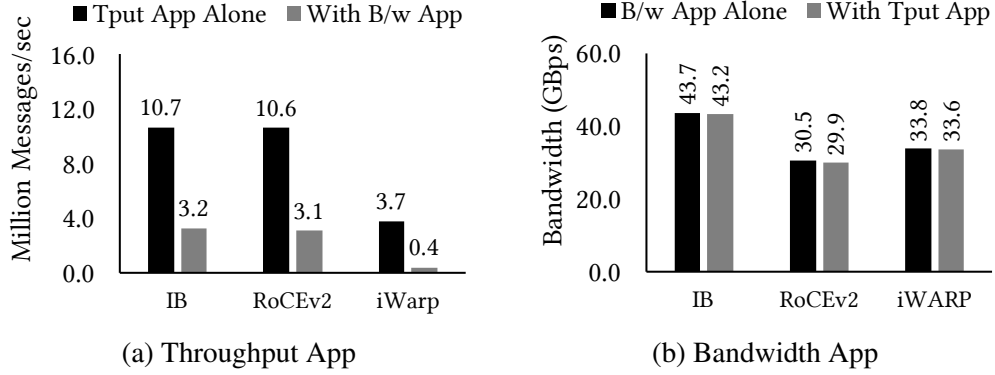 Tput App Alone With B/w App
Million Messages/sec
16.0
12.0
8.0
4.0
0.0
10.7
3.2
10.6
3.1
3.7
0.4
IB RoCEv2 iWarp
(a) Throughput App
B/w App Alone With Tput App
Bandwidth (GBps)
60.0
40.0
20.0
0.0
43.7
43.2
30.5
29.9
33.8
33.6
IB RoCEv2 iWARP
(b) Bandwidth App